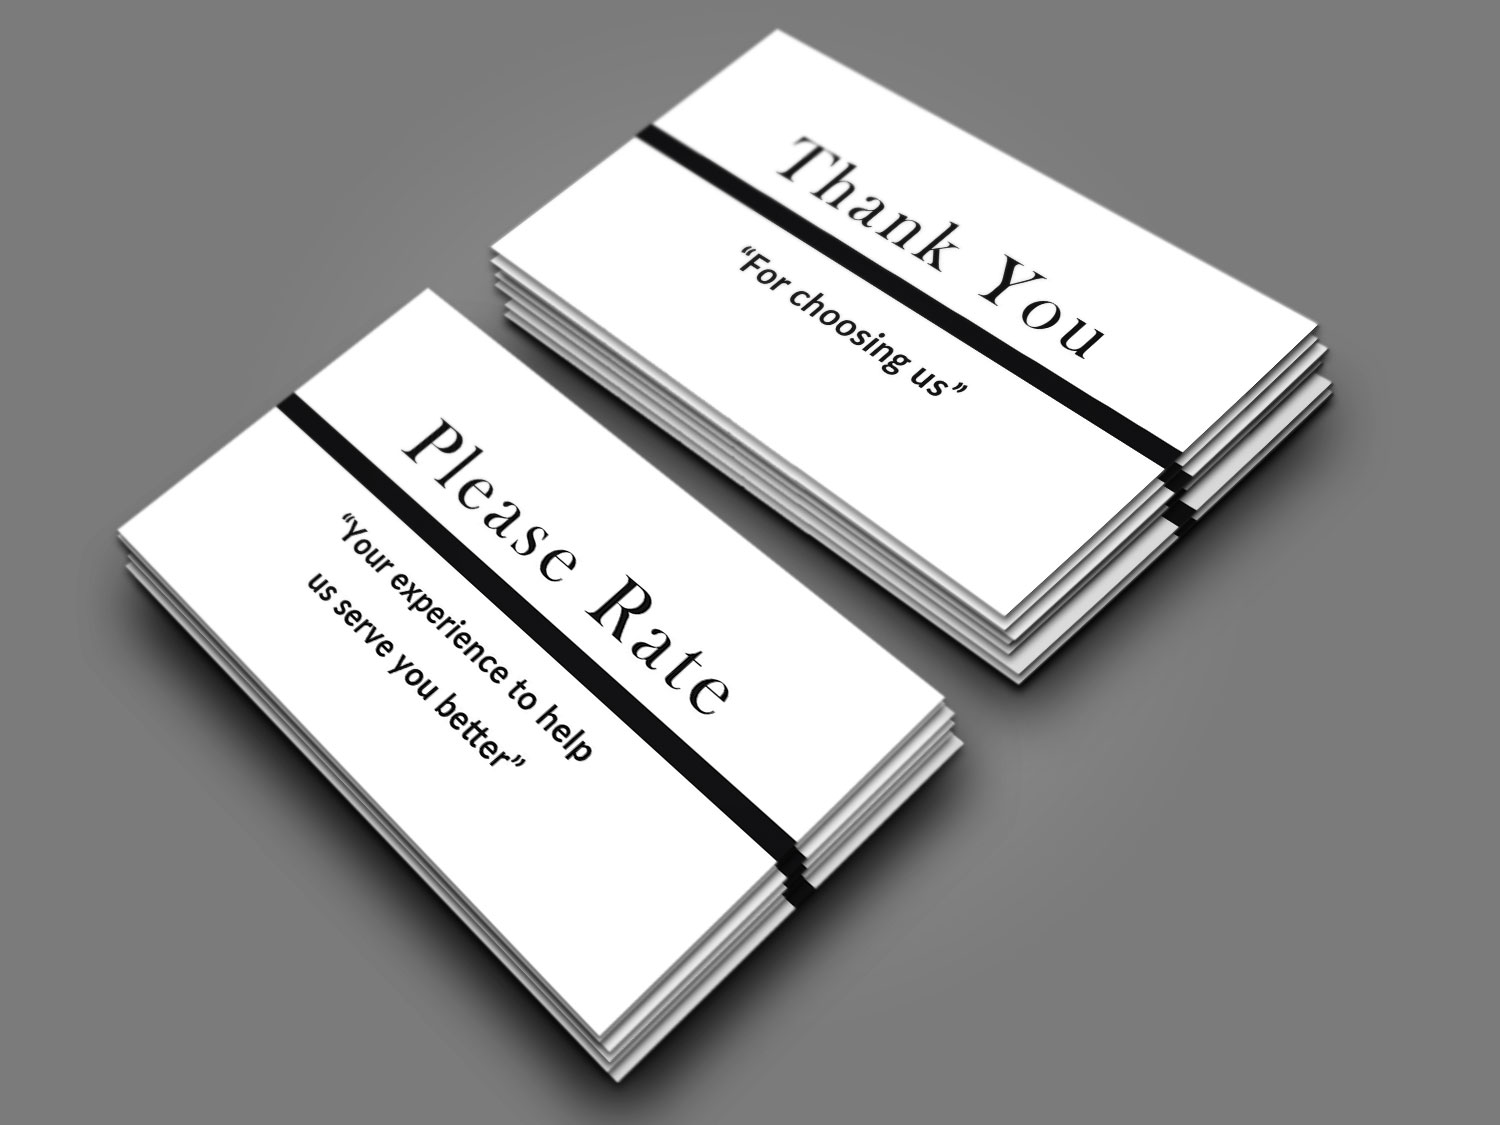 Thank You
“For choosing us”
Please Rate
“Your experience to help
us serve you better”